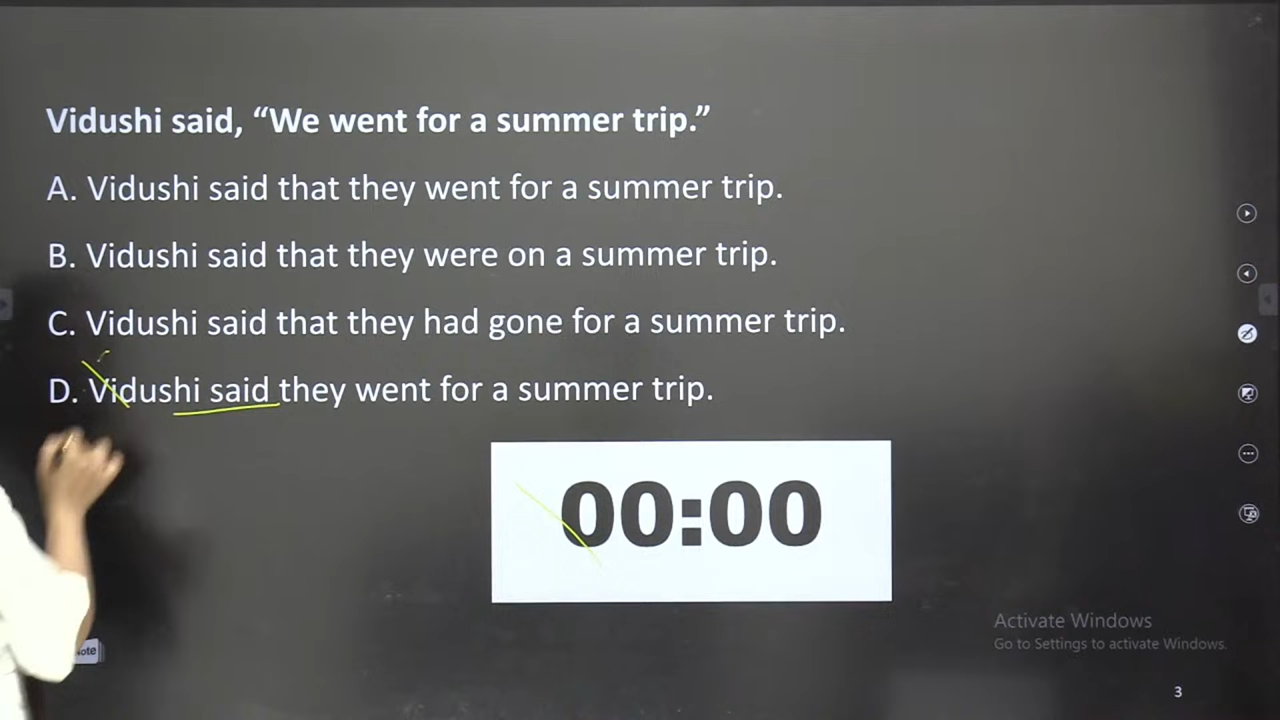 Vidushi said, “We went for a summer trip.”
A. Vidushi said that they went for a summer trip.
B. Vidushi said that they were on a summer trip.
C. Vidushi said that they had gone for a summer trip.
D. Vidushi said they went for a summer trip.
00:00
Activate Windows
Go to Settings to activate Windows.
Note
3